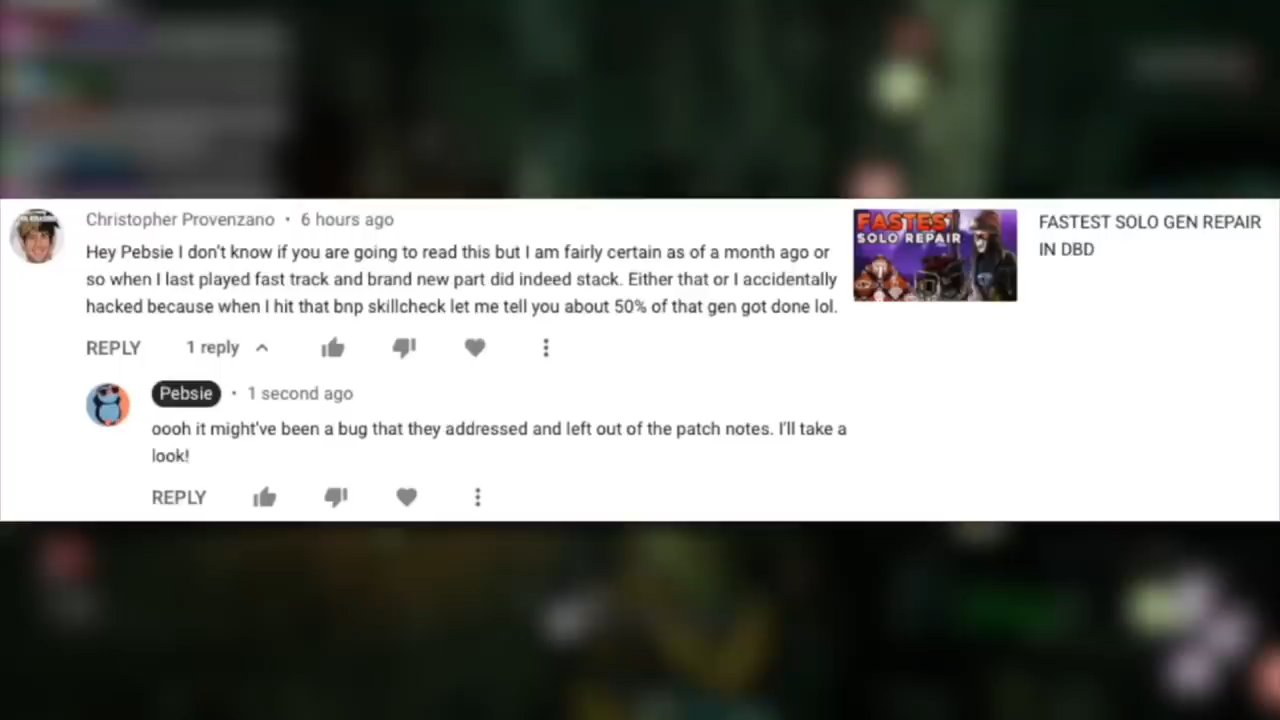 Christopher Provenzano • 6 hours ago
Hey Pebsie I don't know if you are going to read this but I am fairly certain as of a month ago or
so when I last played fast track and brand new part did indeed stack. Either that or I accidentally
hacked because when I hit that bnp skillcheck let me tell you about 50% of that gen got done lol.
REPLY 1 reply
Pebsie • 1 second ago
oooh it might've been a bug that they addressed and left out of the patch notes. I'll take a
look!
REPLY
FASTEST
SOLO REPAIR
FASTEST SOLO GEN REPAIR
IN DBD